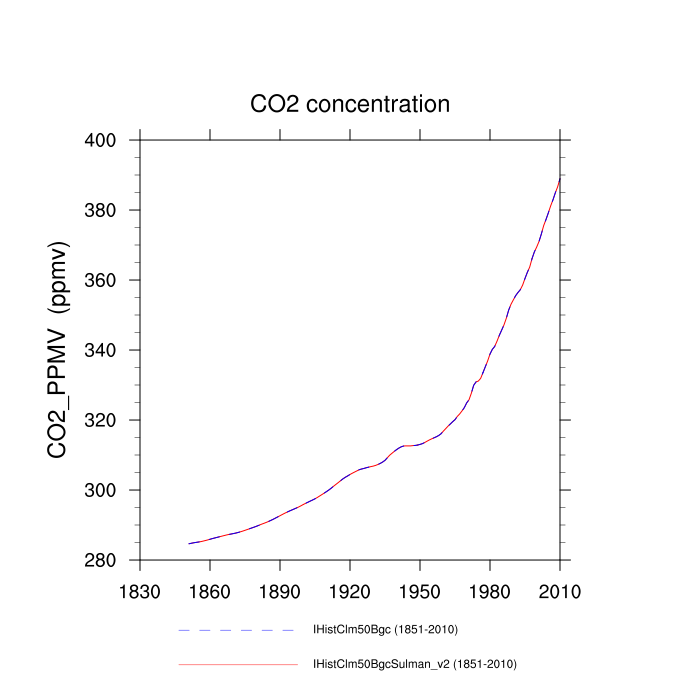 CO2 concentration
400
380
360
340
320
300
280
CO2_PPMV (ppmv)
1830 1860 1890 1920 1950 1980 2010
IHistClm50Bgc (1851-2010)
IHistClm50BgcSulman_v2 (1851-2010)